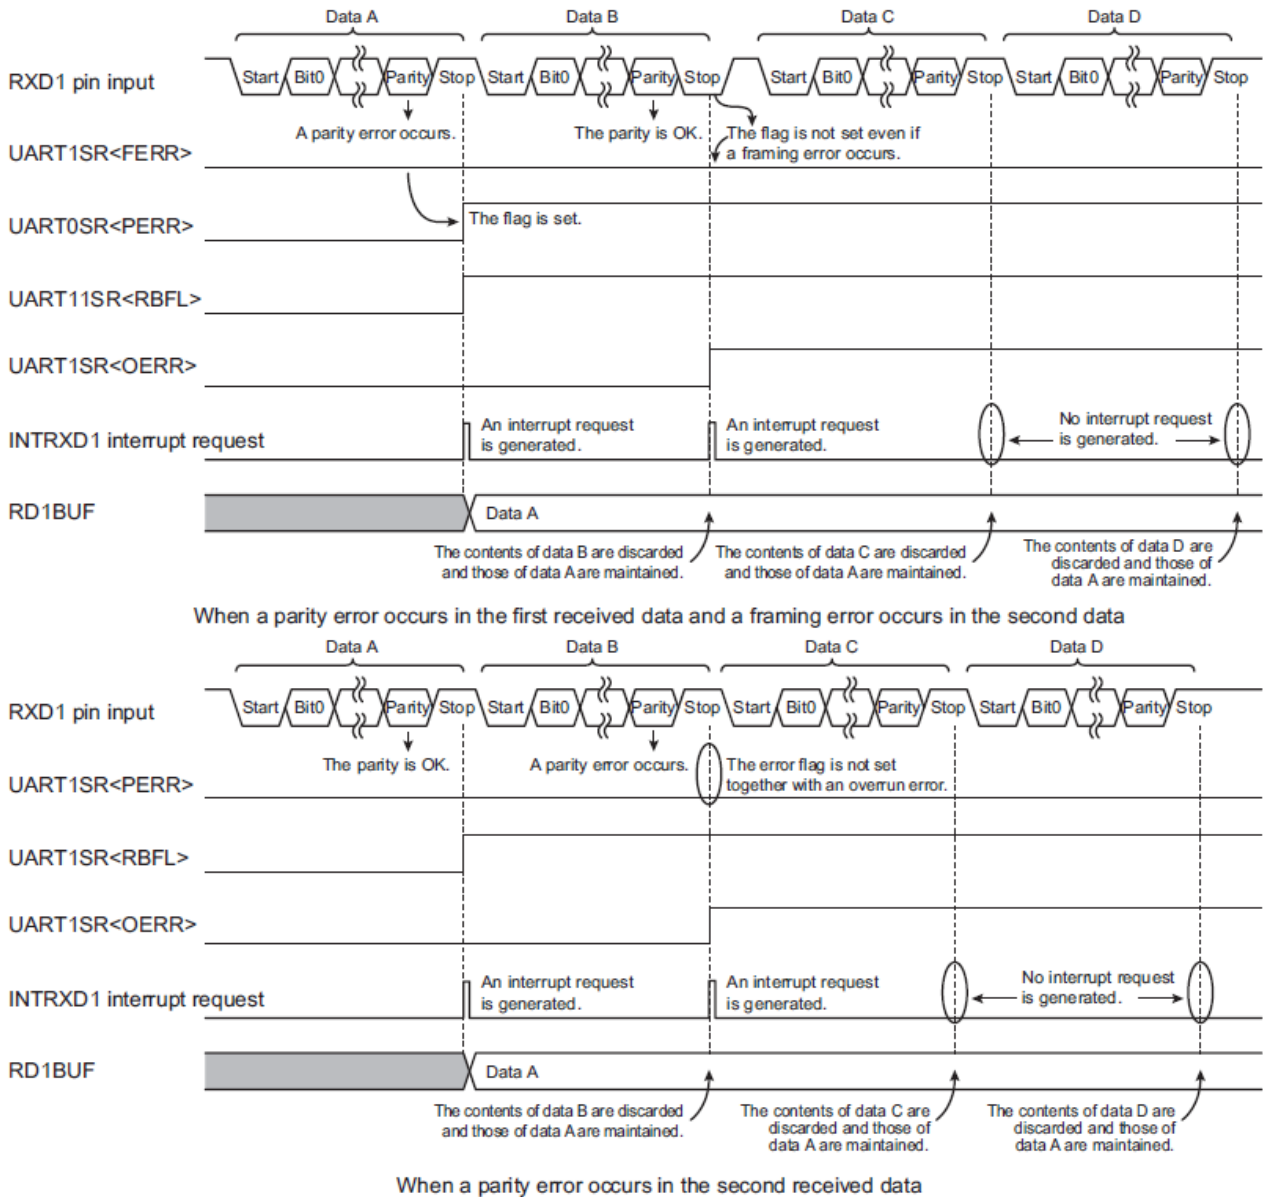 Data A Data B Data C Data D
RXD1 pin input Start Bit0 Parity Stop Start Bit0 Parity Stop Start Bit0 Parity Stop Start Bit0 Parity Stop
A parity error occurs. The parity is OK. The flag is not set even if
a framing error occurs.
UART1SR<FERR>
UART0SR<PERR> The flag is set.
UART11SR<RBFL>
UART1SR<OERR>
INTRXD1 interrupt request
An interrupt request
is generated.
An interrupt request
is generated.
No interrupt request
is generated.
RD1BUF Data A
The contents of data B are discarded
and those of data A are maintained.
The contents of data C are discarded
and those of data A are maintained.
The contents of data D are
discarded and those of
data A are maintained.
When a parity error occurs in the first received data and a framing error occurs in the second data
Data A Data B Data C Data D
RXD1 pin input Start Bit0 Parity Stop Start Bit0 Parity Stop Start Bit0 Parity Stop Start Bit0 Parity Stop
The parity is OK. A parity error occurs. The error flag is not set
together with an overrun error.
UART1SR<PERR>
UART1SR<RBFL>
UART1SR<OERR>
INTRXD1 interrupt request
An interrupt request
is generated.
An interrupt request
is generated.
No interrupt request
is generated.
RD1BUF Data A
The contents of data B are discarded
and those of data A are maintained.
The contents of data C are
discarded and those of
data A are maintained.
The contents of data D are
discarded and those of
data A are maintained.
When a parity error occurs in the second received data